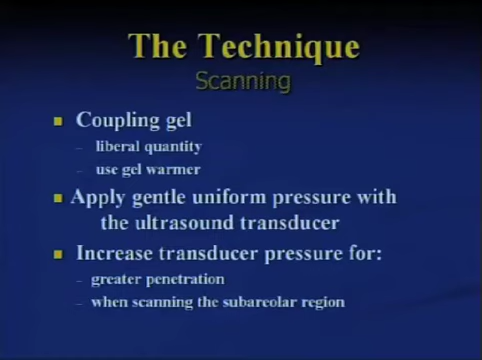 The Technique
Scanning
Coupling gel
– liberal quantity
– use gel warmer
Apply gentle uniform pressure with
the ultrasound transducer
Increase transducer pressure for:
– greater penetration
– when scanning the subareolar region